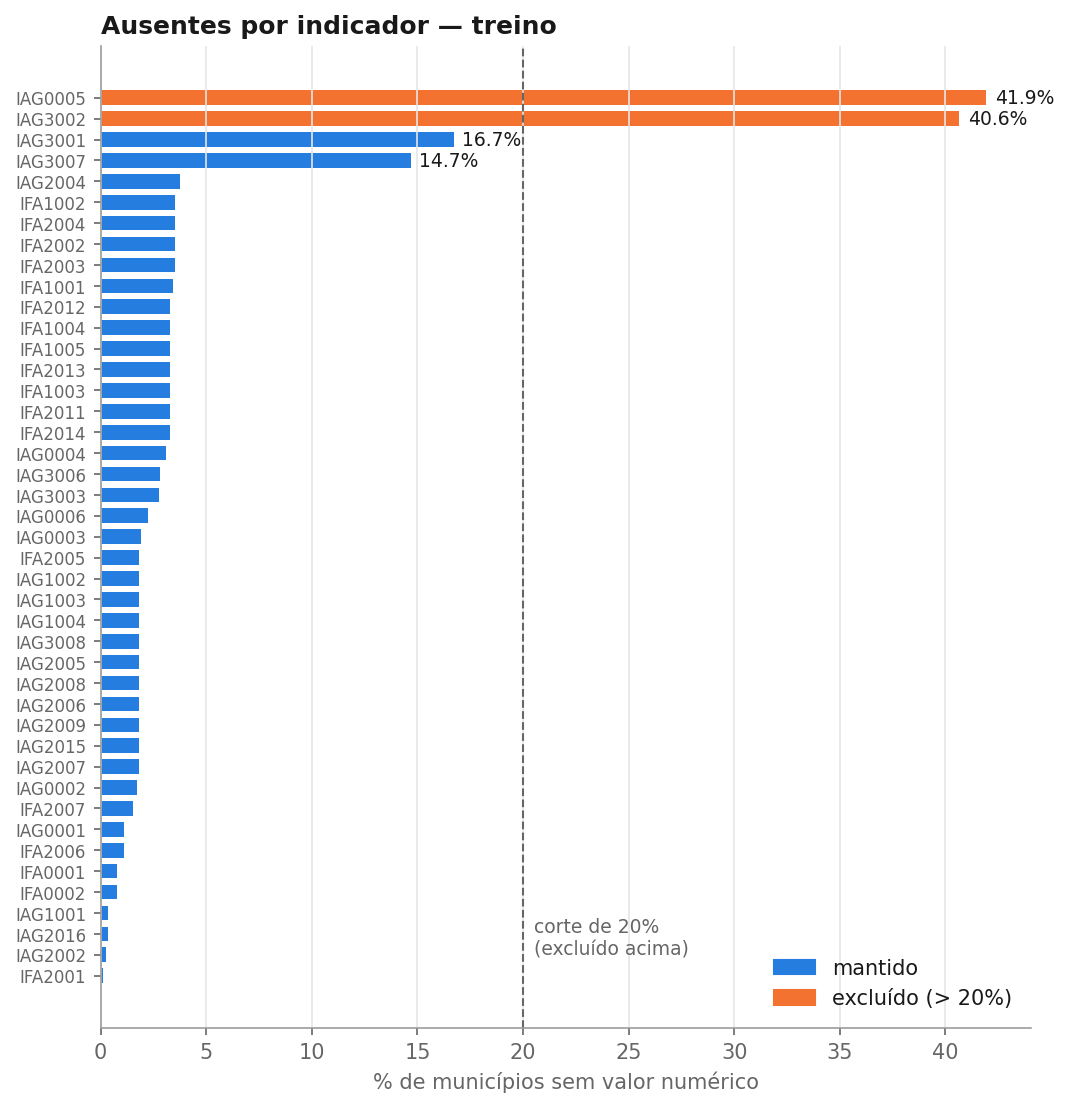 Ausentes por indicador — treino
IAG0005
41.9%
IAG3002
40.6%
IAG3001
16.7%
IAG3007
14.7%
IAG2004
IFA1002
IFA2004
IFA2002
IFA2003
IFA1001
IFA2012
IFA1004
IFA1005
IFA2013
IFA1003
IFA2011
IFA2014
IAG0004
IAG3006
IAG3003
IAG0006
IAG0003
IFA2005
IAG1002
IAG1003
IAG1004
IAG3008
IAG2005
IAG2008
IAG2006
IAG2009
IAG2015
IAG2007
IAG0002
IFA2007
IAG0001
IFA2006
IFA0001
IFA0002
IAG1001
IAG2016
IAG2002
IFA2001
corte de 20%
(excluído acima)
mantido
excluído (> 20%)
0 5 10 15 20 25 30 35 40
% de municípios sem valor numérico